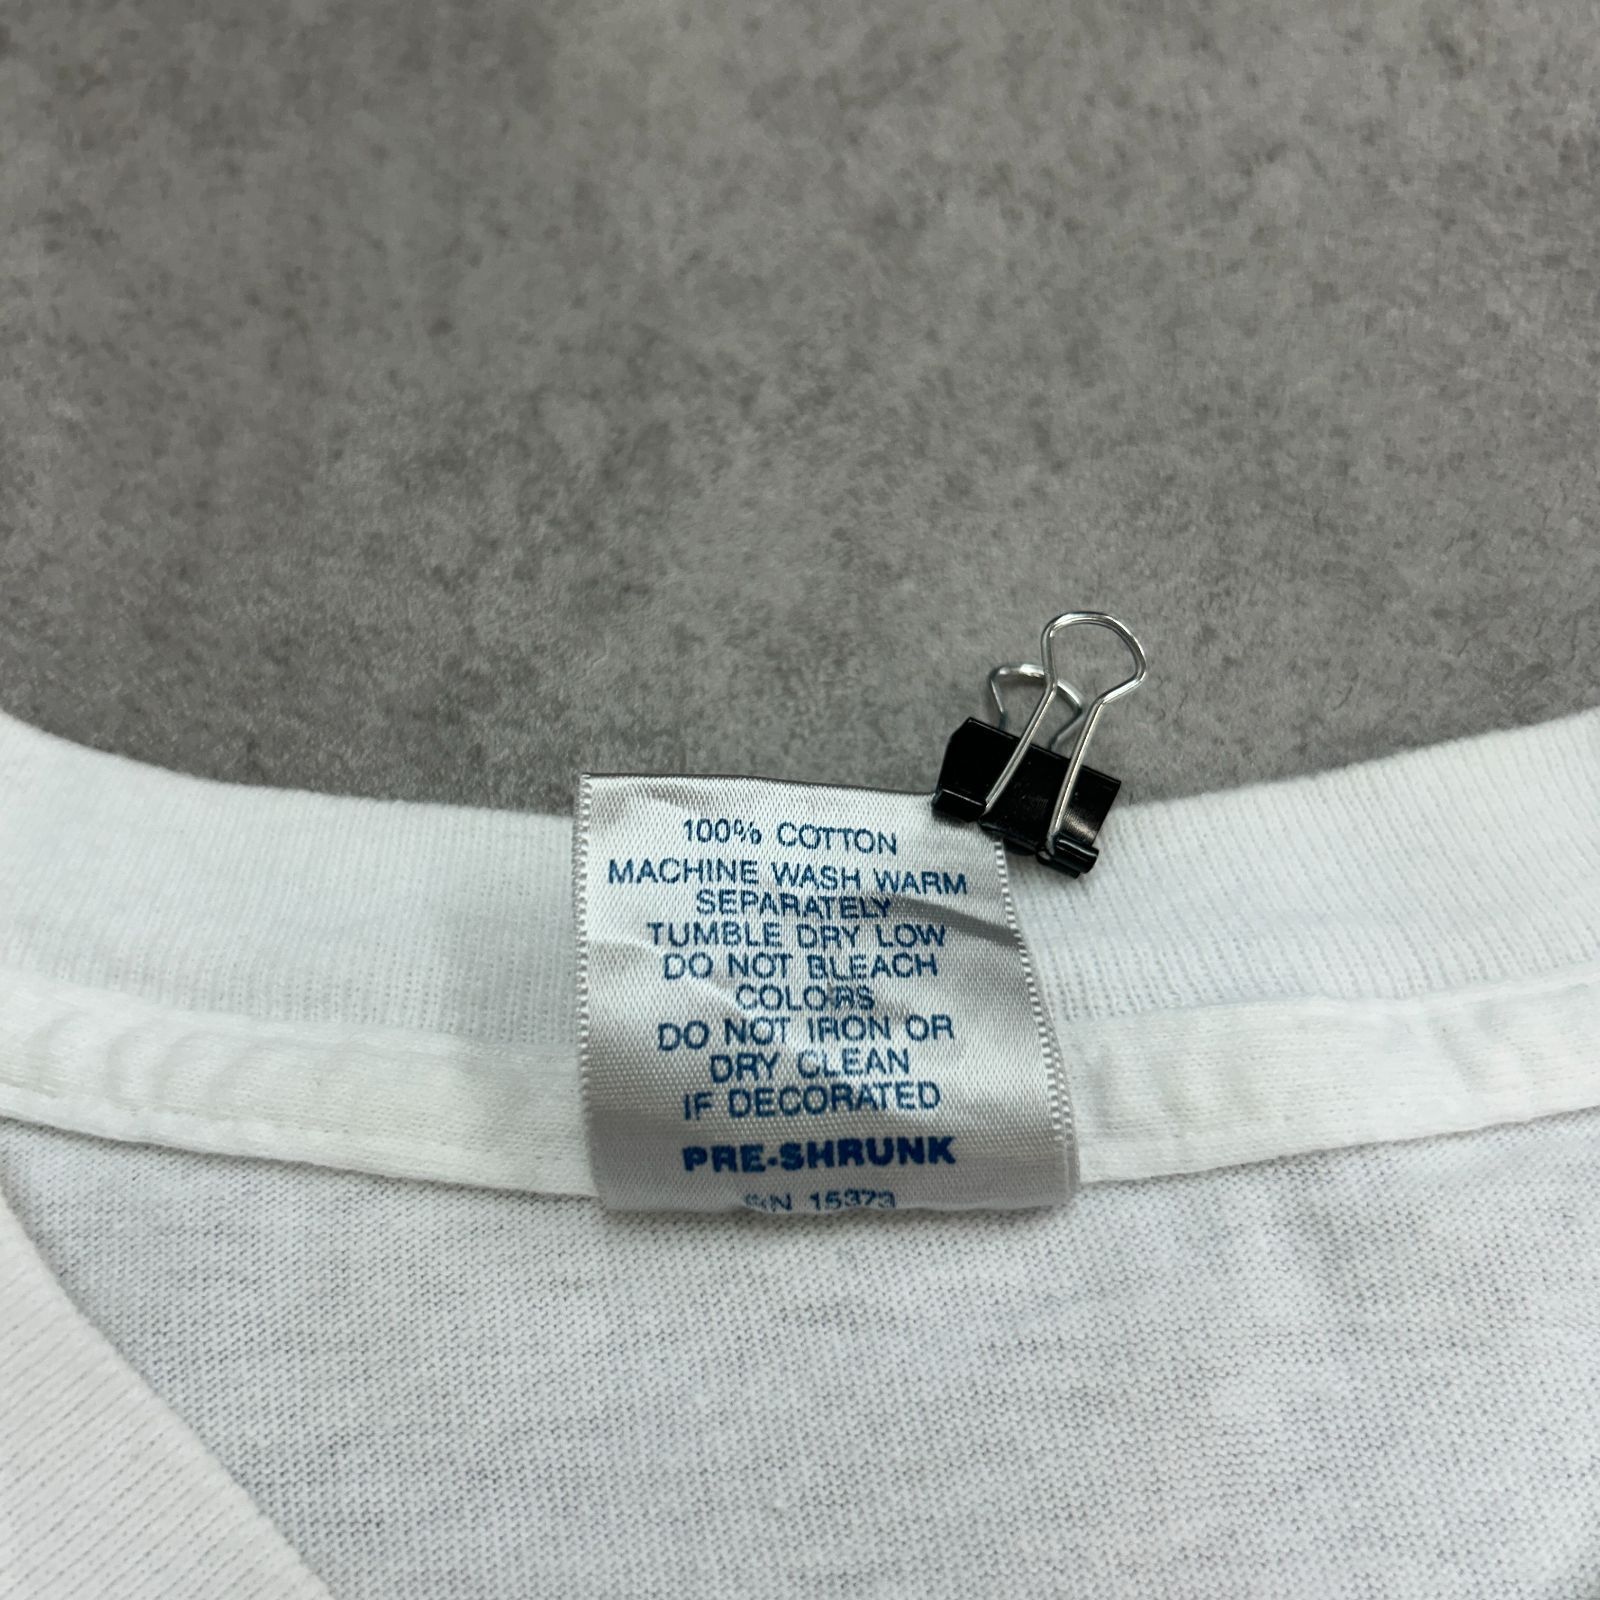 100% COTTON
MACHINE WASH WARM
SEPARATELY
TUMBLE DRY LOW
DO NOT BLEACH
COLORS
DO NOT IRON OR
DRY CLEAN
IF DECORATED
PRE-SHRUNK
15373